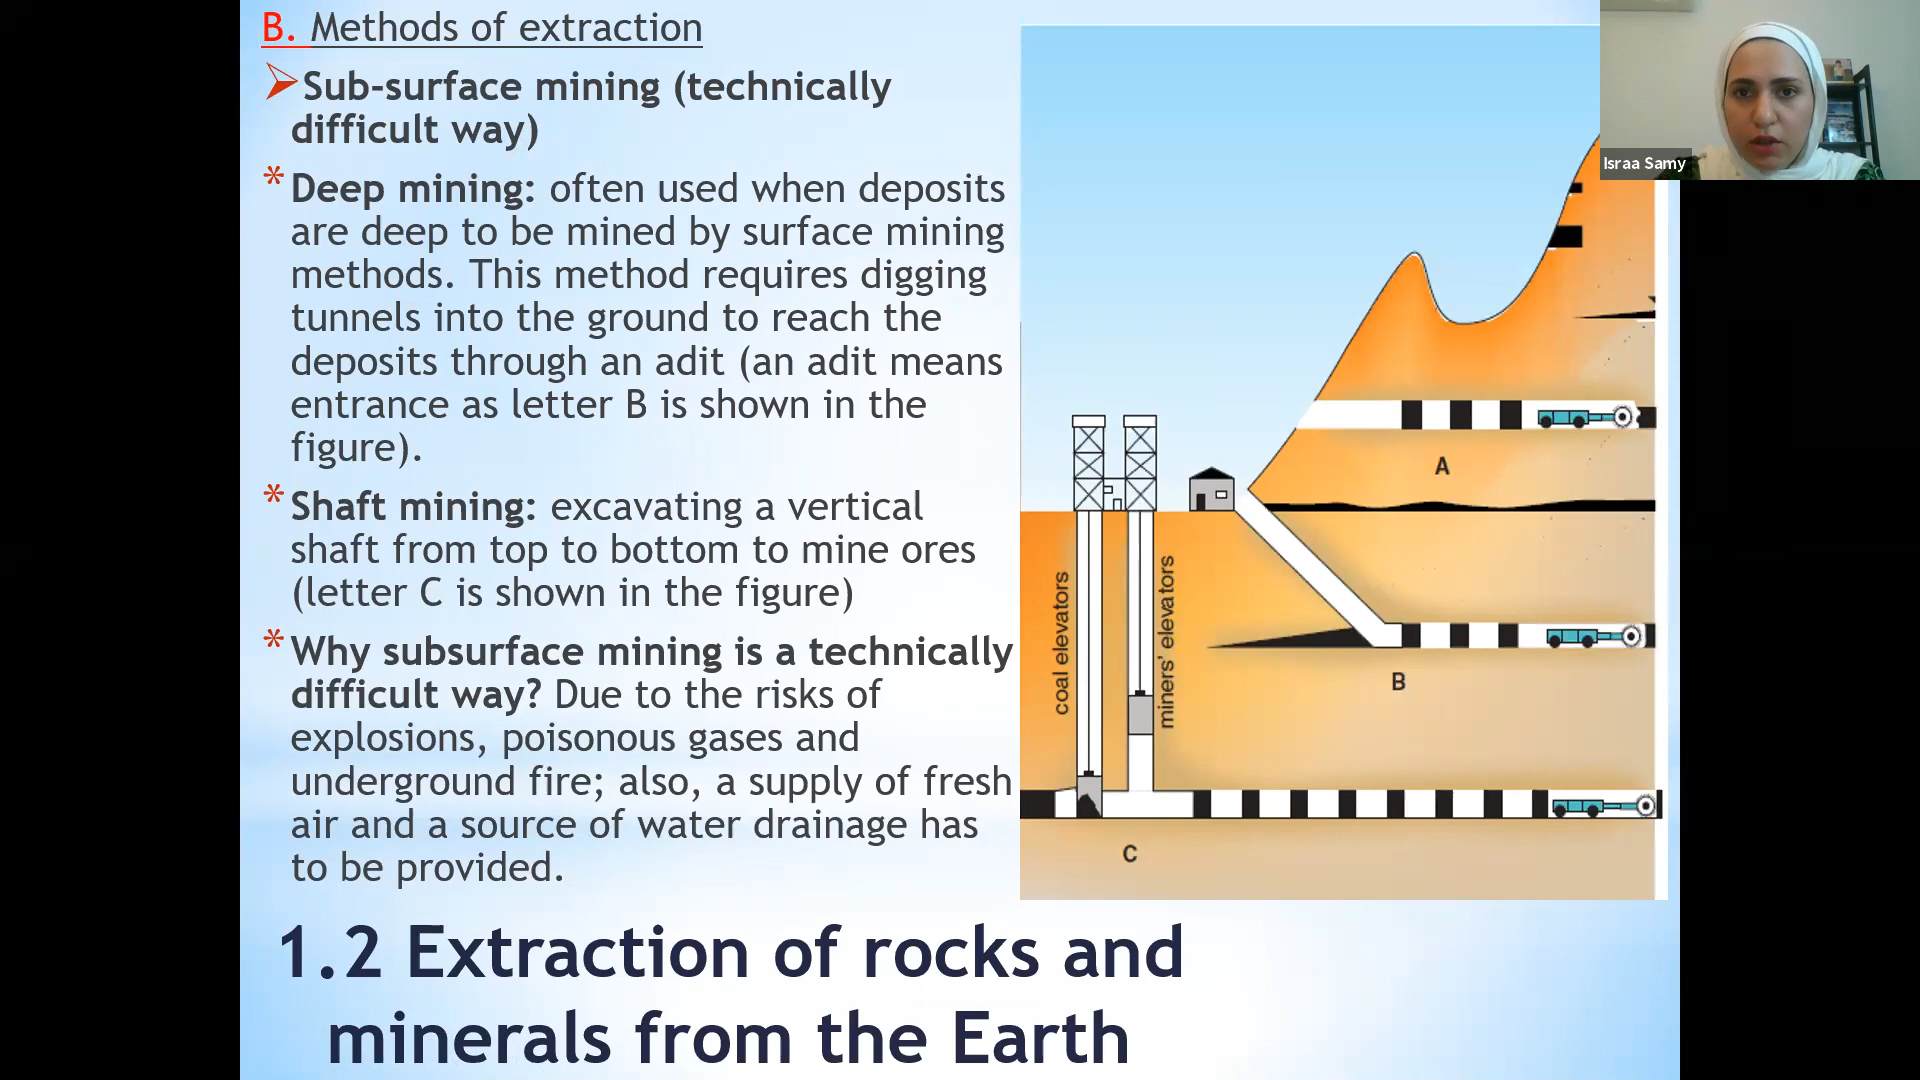 B. Methods of extraction
Sub-surface mining (technically
difficult way)
* Deep mining: often used when deposits
are deep to be mined by surface mining
methods. This method requires digging
tunnels into the ground to reach the
deposits through an adit (an adit means
entrance as letter B is shown in the
figure).
* Shaft mining: excavating a vertical
shaft from top to bottom to mine ores
(letter C is shown in the figure)
* Why subsurface mining is a technically
difficult way? Due to the risks of
explosions, poisonous gases and
underground fire; also, a supply of fresh
air and a source of water drainage has
to be provided.
1.2 Extraction of rocks and
minerals from the Earth
Israa Samy
A
coal elevators
miners' elevators
B
C